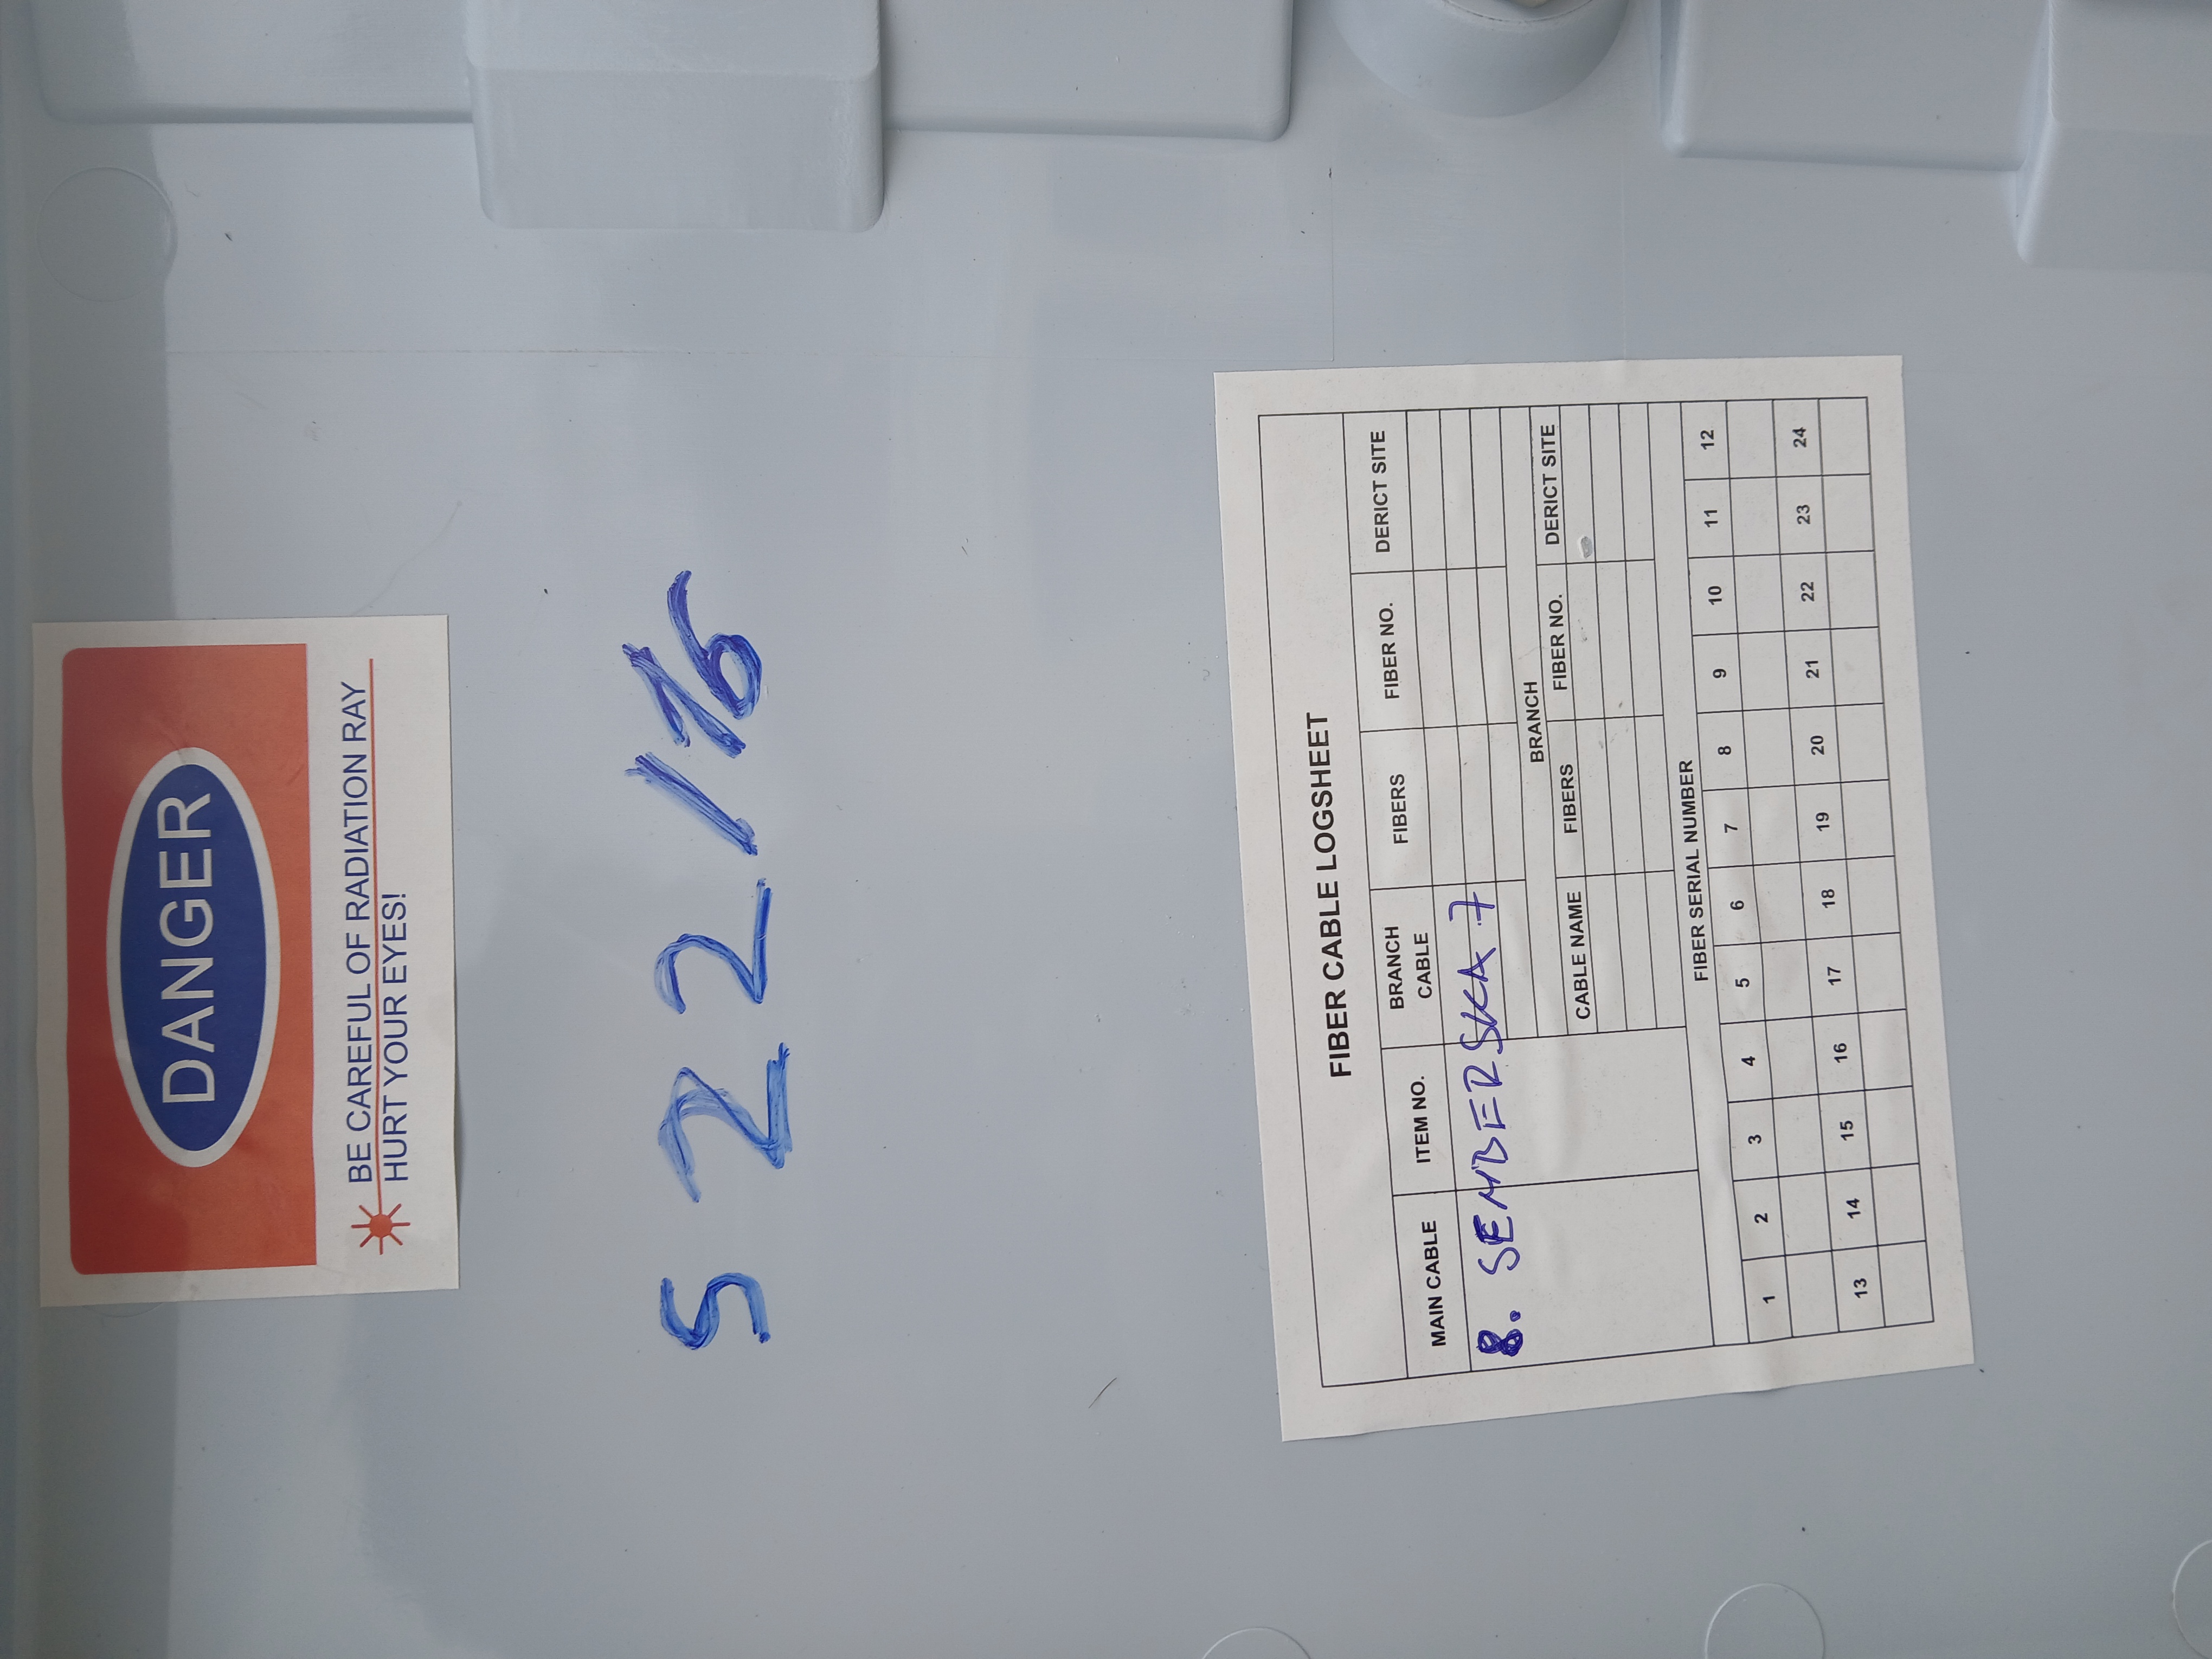 DANGER
BE CAREFUL OF RADIATION RAY
HURT YOUR EYES!
S 22/16
FIBER CABLE LOGSHEET
MAIN CABLE ITEM NO. BRANCH CABLE FIBERS FIBER NO. DERICT SITE
8. SEMBERSKA 7
BRANCH
CABLE NAME FIBERS FIBER NO. DERICT SITE
FIBER SERIAL NUMBER
1 2 3 4 5 6 7 8 9 10 11 12
13 14 15 16 17 18 19 20 21 22 23 24